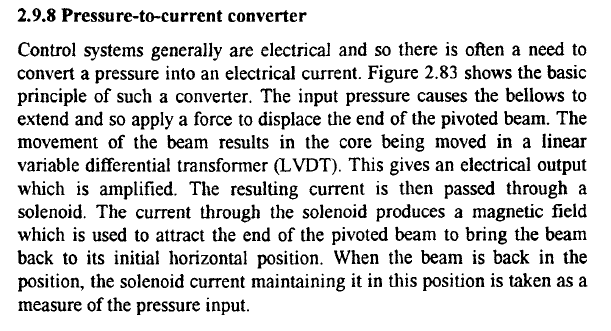 2.9.8 Pressure-to-current converter
Control systems generally are electrical and so there is often a need to
convert a pressure into an electrical current. Figure 2.83 shows the basic
principle of such a converter. The input pressure causes the bellows to
extend and so apply a force to displace the end of the pivoted beam. The
movement of the beam results in the core being moved in a linear
variable differential transformer (LVDT). This gives an electrical output
which is amplified. The resulting current is then passed through a
solenoid. The current through the solenoid produces a magnetic field
which is used to attract the end of the pivoted beam to bring the beam
back to its initial horizontal position. When the beam is back in the
position, the solenoid current maintaining it in this position is taken as a
measure of the pressure input.